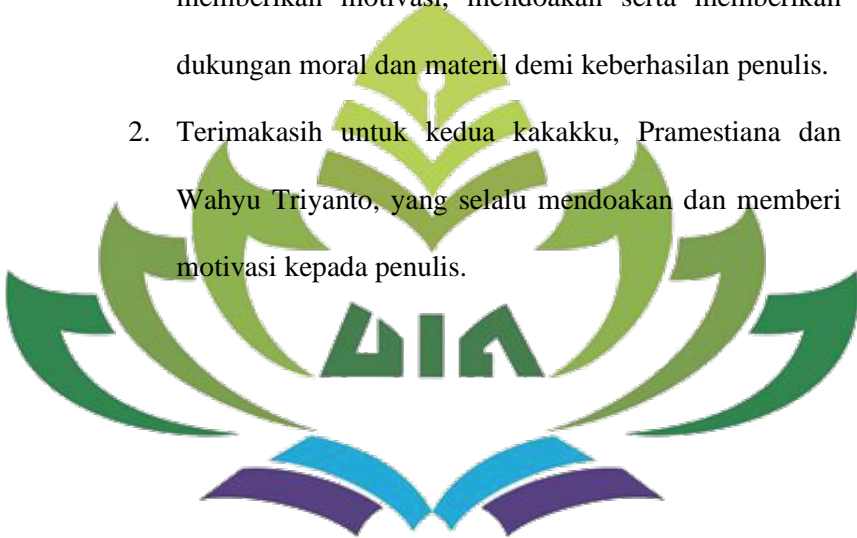 memberikan motivasi, mendoakan serta memberikan
dukungan moral dan materil demi keberhasilan penulis.
2. Terimakasih untuk kedua kakakku, Pramestiana dan
Wahyu Triyanto, yang selalu mendoakan dan memberi
motivasi kepada penulis.
UIN